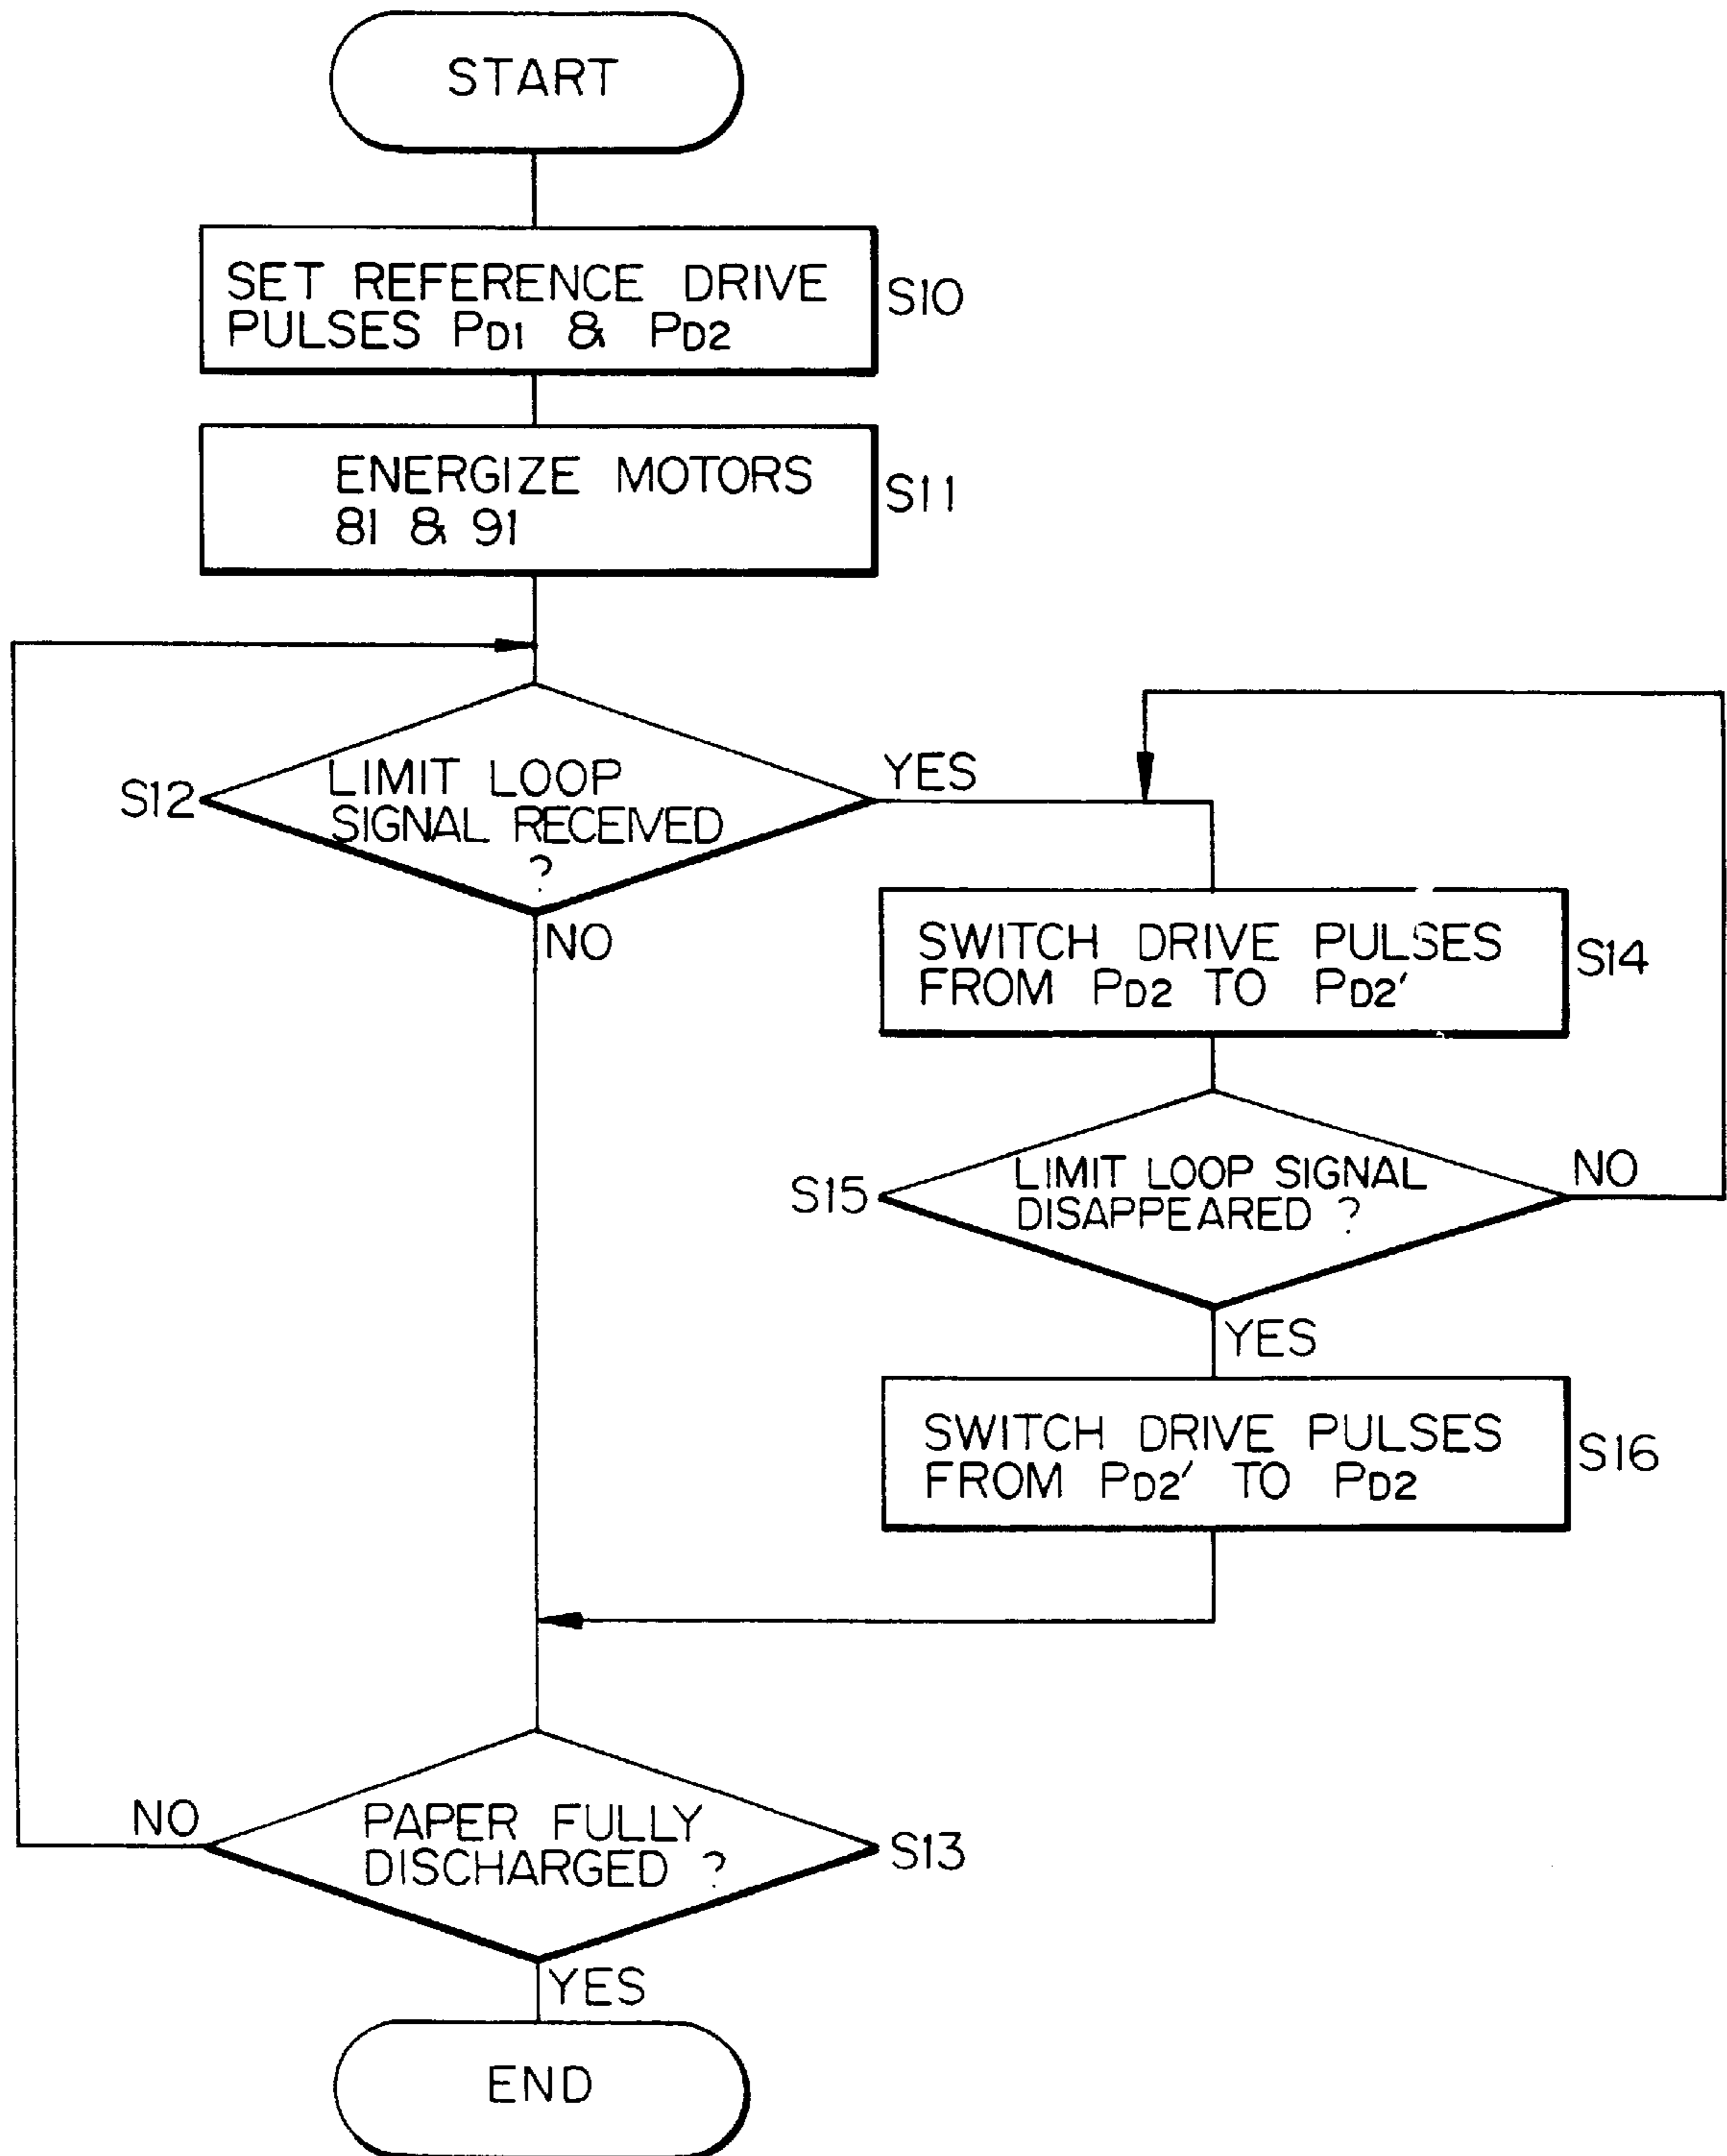 START
SET REFERENCE DRIVE
PULSES PD1 & PD2
S10
ENERGIZE MOTORS
81 & 91
S11
S12
LIMIT LOOP
SIGNAL RECEIVED
?
YES
NO
SWITCH DRIVE PULSES
FROM PD2 TO PD2'
S14
S15
LIMIT LOOP SIGNAL
DISAPPEARED ?
NO
YES
SWITCH DRIVE PULSES
FROM PD2' TO PD2
S16
NO
PAPER FULLY
DISCHARGED ?
S13
YES
END